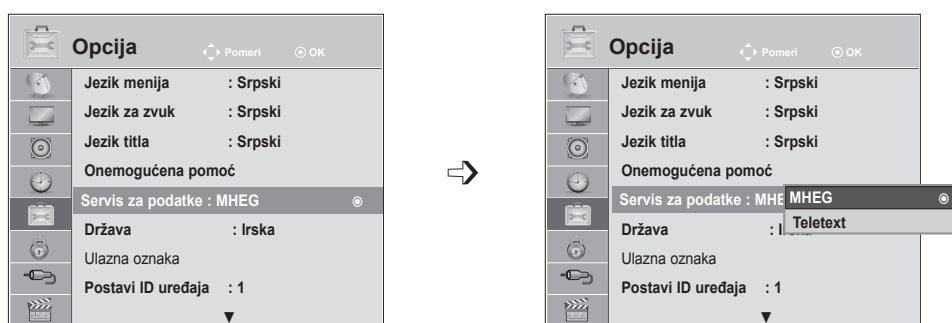 Opcija
Pomeri OK
Jezik menija : Srpski
Jezik za zvuk : Srpski
Jezik titla : Srpski
Onemogućena pomoć
Servis za podatke : MHEG
Država : Irska
Ulazna oznaka
Postavi ID uređaja : 1
Opcija
Pomeri OK
Jezik menija : Srpski
Jezik za zvuk : Srpski
Jezik titla : Srpski
Onemogućena pomoć
Servis za podatke : MHE
MHEG
Teletext
Država : Irska
Ulazna oznaka
Postavi ID uređaja : 1